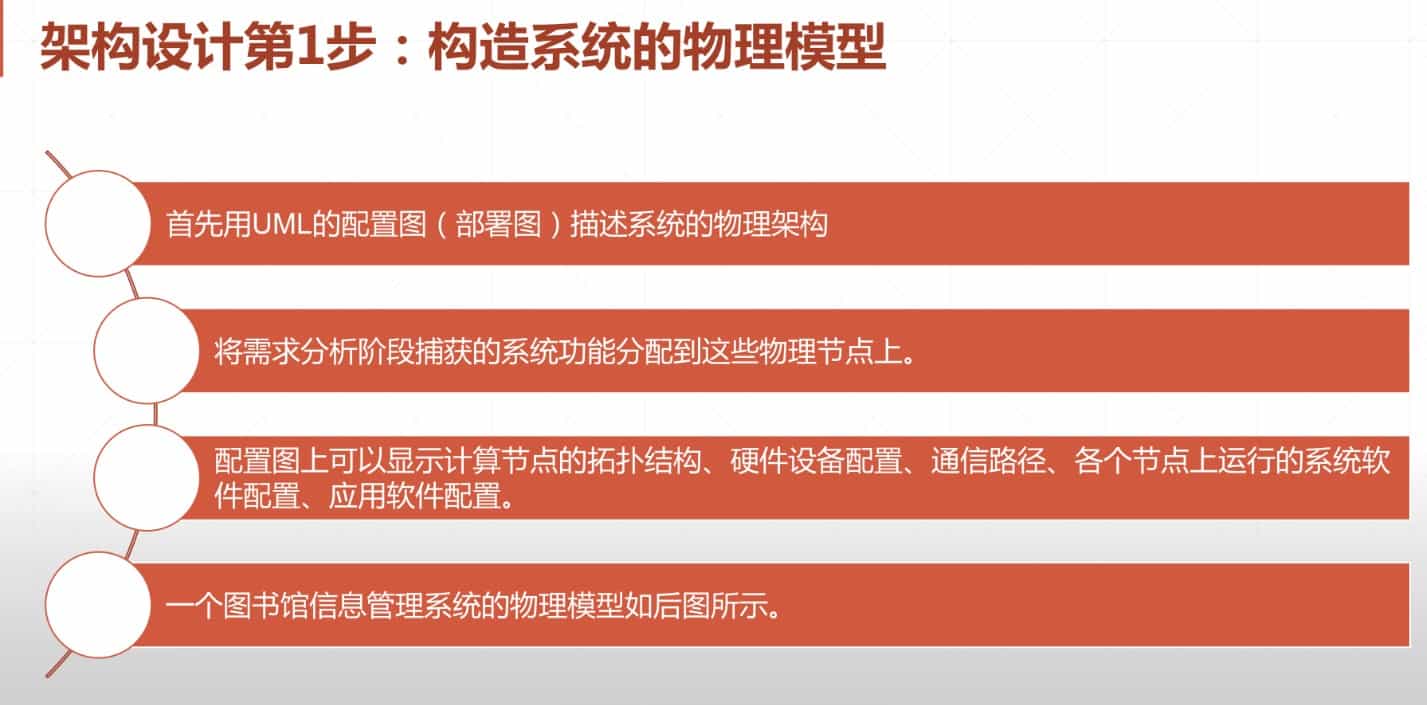 架构设计第1步：构造系统的物理模型
首先用UML的配置图（部署图）描述系统的物理架构
将需求分析阶段捕获的系统功能分配到这些物理节点上。
配置图上可以显示计算节点的拓扑结构、硬件设备配置、通信路径、各个节点上运行的系统软
件配置、应用软件配置。
一个图书馆信息管理系统的物理模型如后图所示。